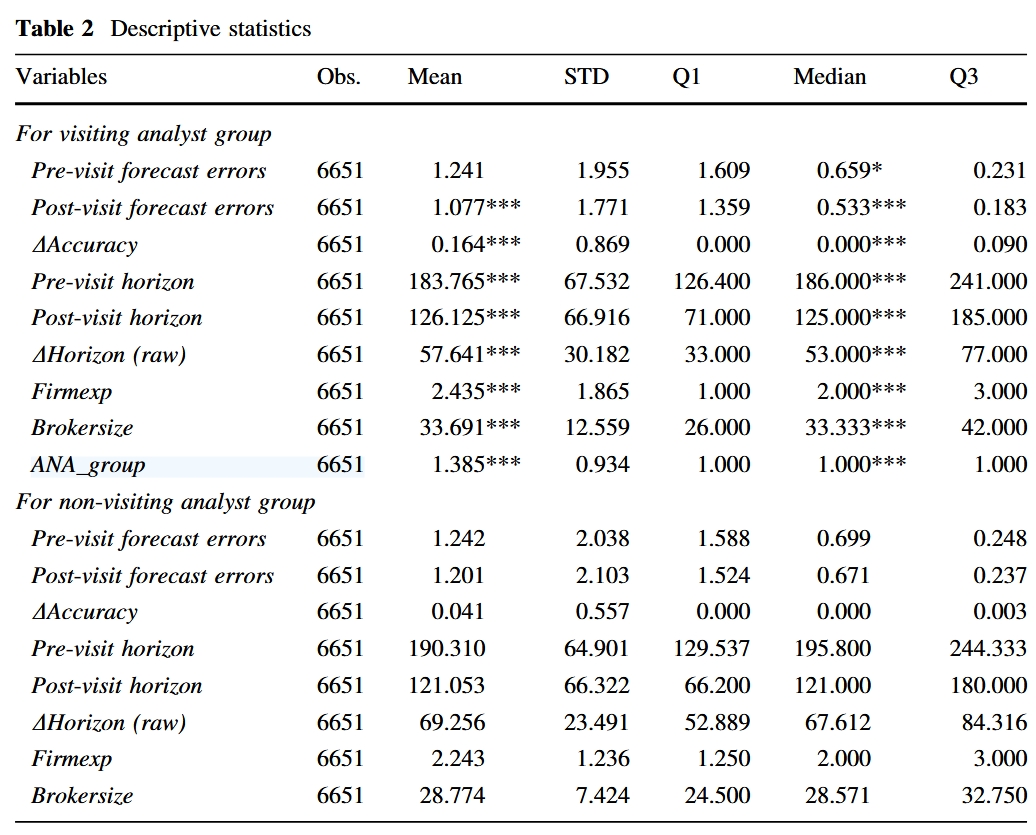 Table 2 Descriptive statistics
Variables Obs. Mean STD Q1 Median Q3
For visiting analyst group
Pre-visit forecast errors 6651 1.241 1.955 1.609 0.659* 0.231
Post-visit forecast errors 6651 1.077*** 1.771 1.359 0.533*** 0.183
ΔAccuracy 6651 0.164*** 0.869 0.000 0.000*** 0.090
Pre-visit horizon 6651 183.765*** 67.532 126.400 186.000*** 241.000
Post-visit horizon 6651 126.125*** 66.916 71.000 125.000*** 185.000
ΔHorizon (raw) 6651 57.641*** 30.182 33.000 53.000*** 77.000
Firmexp 6651 2.435*** 1.865 1.000 2.000*** 3.000
Brokersize 6651 33.691*** 12.559 26.000 33.333*** 42.000
ANA_group 6651 1.385*** 0.934 1.000 1.000*** 1.000
For non-visiting analyst group
Pre-visit forecast errors 6651 1.242 2.038 1.588 0.699 0.248
Post-visit forecast errors 6651 1.201 2.103 1.524 0.671 0.237
ΔAccuracy 6651 0.041 0.557 0.000 0.000 0.003
Pre-visit horizon 6651 190.310 64.901 129.537 195.800 244.333
Post-visit horizon 6651 121.053 66.322 66.200 121.000 180.000
ΔHorizon (raw) 6651 69.256 23.491 52.889 67.612 84.316
Firmexp 6651 2.243 1.236 1.250 2.000 3.000
Brokersize 6651 28.774 7.424 24.500 28.571 32.750